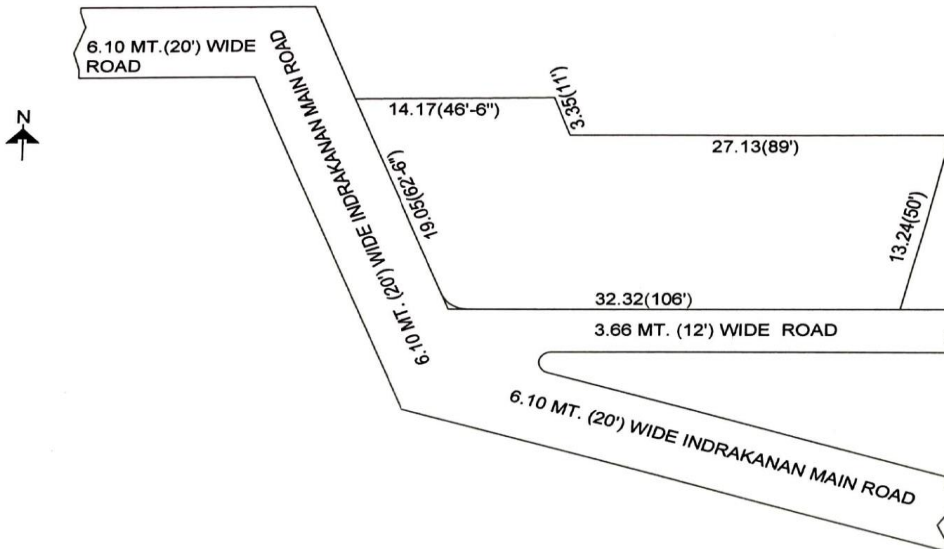 6.10 MT.(20') WIDE
ROAD
N
6.10 MT. (20') WIDE INDRAKANAN MAIN ROAD
14.17(46'-6")
3.35(11')
27.13(89')
19.05(62'-6")
13.24(50')
32.32(106')
3.66 MT. (12') WIDE ROAD
6.10 MT. (20') WIDE INDRAKANAN MAIN ROAD